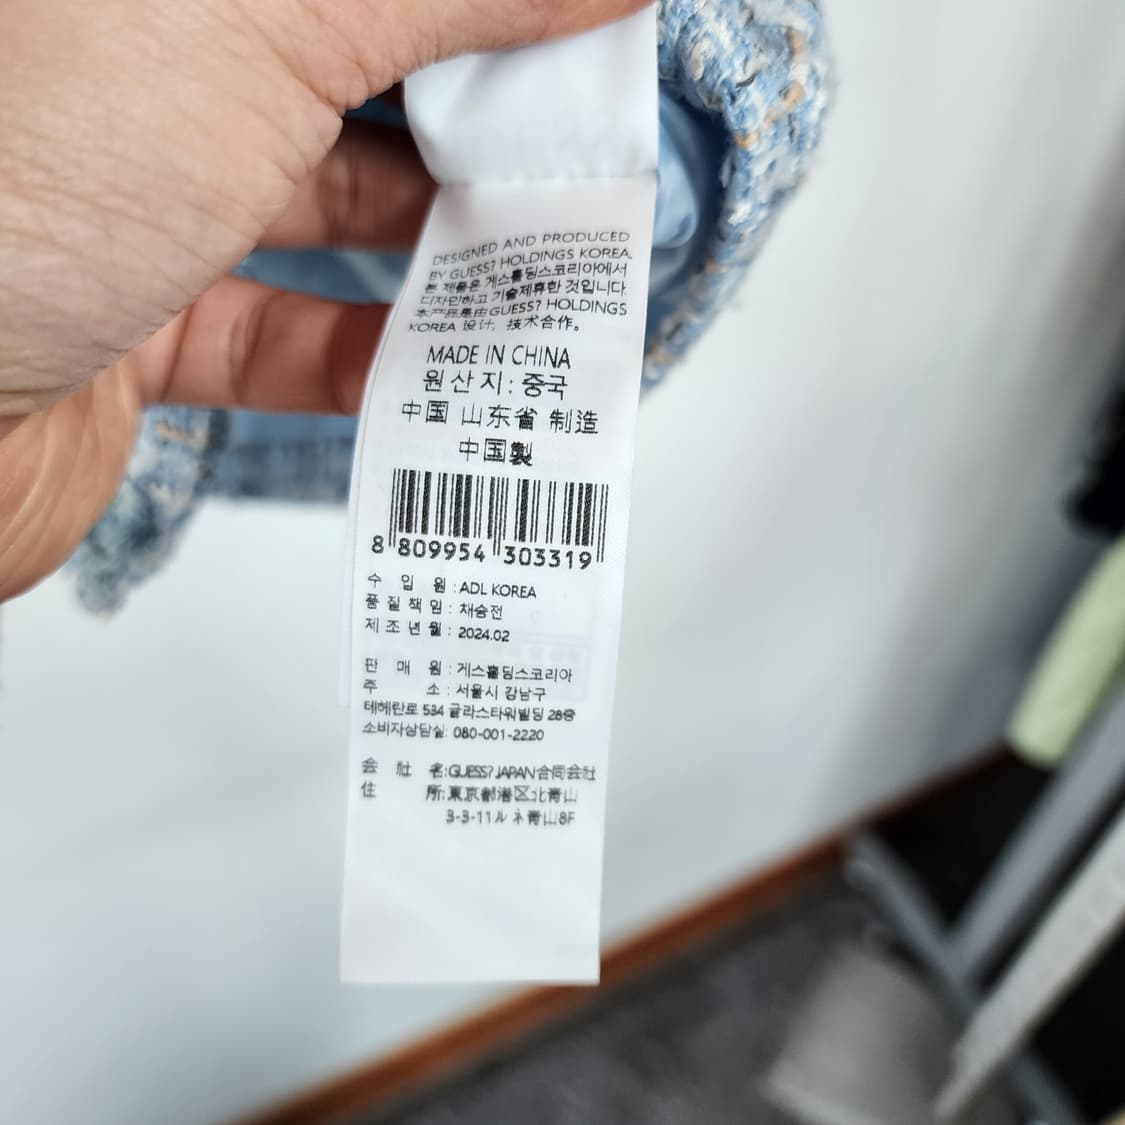 DESIGNED AND PRODUCED
BY GUESS? HOLDINGS KOREA.
본 제품은 게스홀딩스코리아에서
디자인하고 기술제휴한 것입니다.
本产品是由GUESS? HOLDINGS
KOREA 设计, 技术合作。
MADE IN CHINA
원 산 지 : 중국
中国 山东省 制造
中国製
8 809954 303319
수 입 원 : ADL KOREA
품 질 책 임 : 채승전
제 조 년 월 : 2024.02
판 매 원 : 게스홀딩스코리아
주 소 : 서울시 강남구
테헤란로 534 글라스타워빌딩 28층
소비자상담실: 080-001-2220
会 社 名:GUESS? JAPAN合同会社
住 所:東京都港区北青山
3-3-11ルネ青山8F